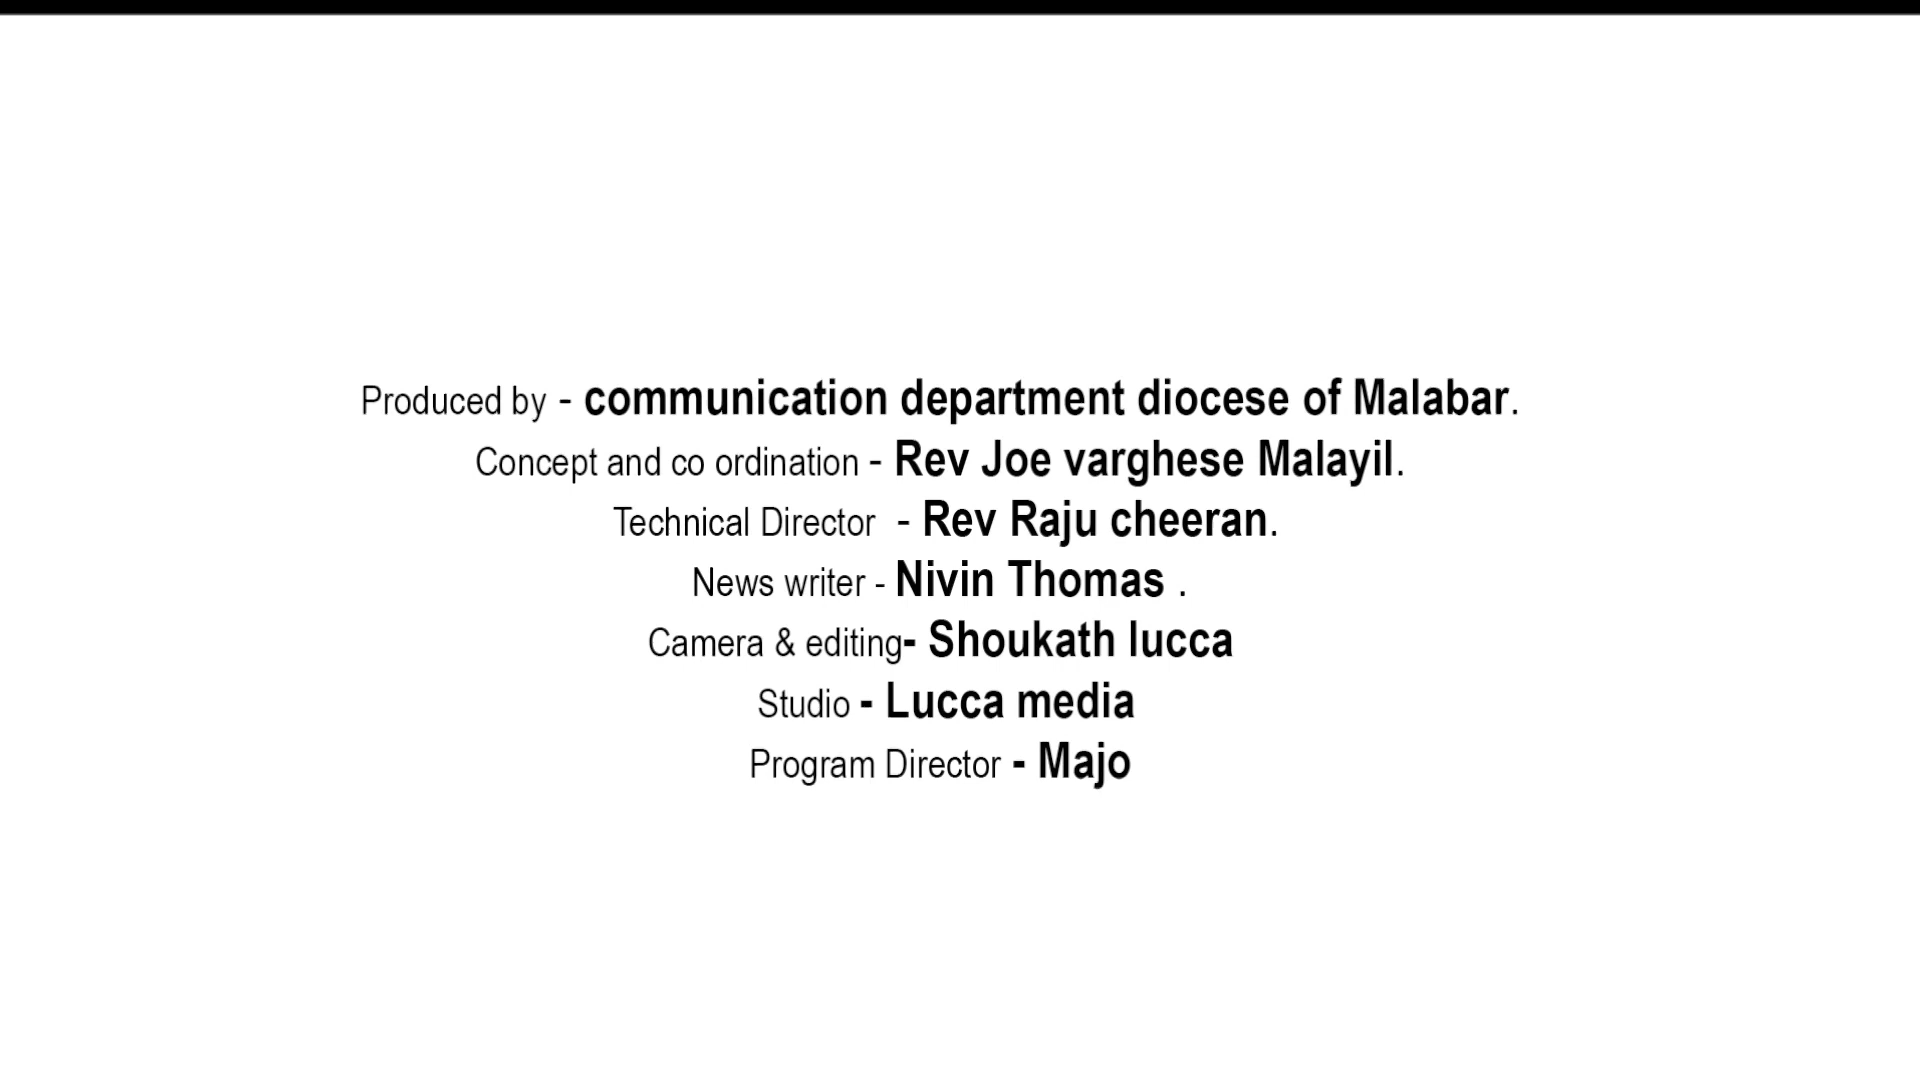 Produced by - communication department diocese of Malabar.
Concept and co ordination - Rev Joe varghese Malayil.
Technical Director  - Rev Raju cheeran.
News writer - Nivin Thomas .
Camera & editing- Shoukath lucca
Studio - Lucca media
Program Director - Majo